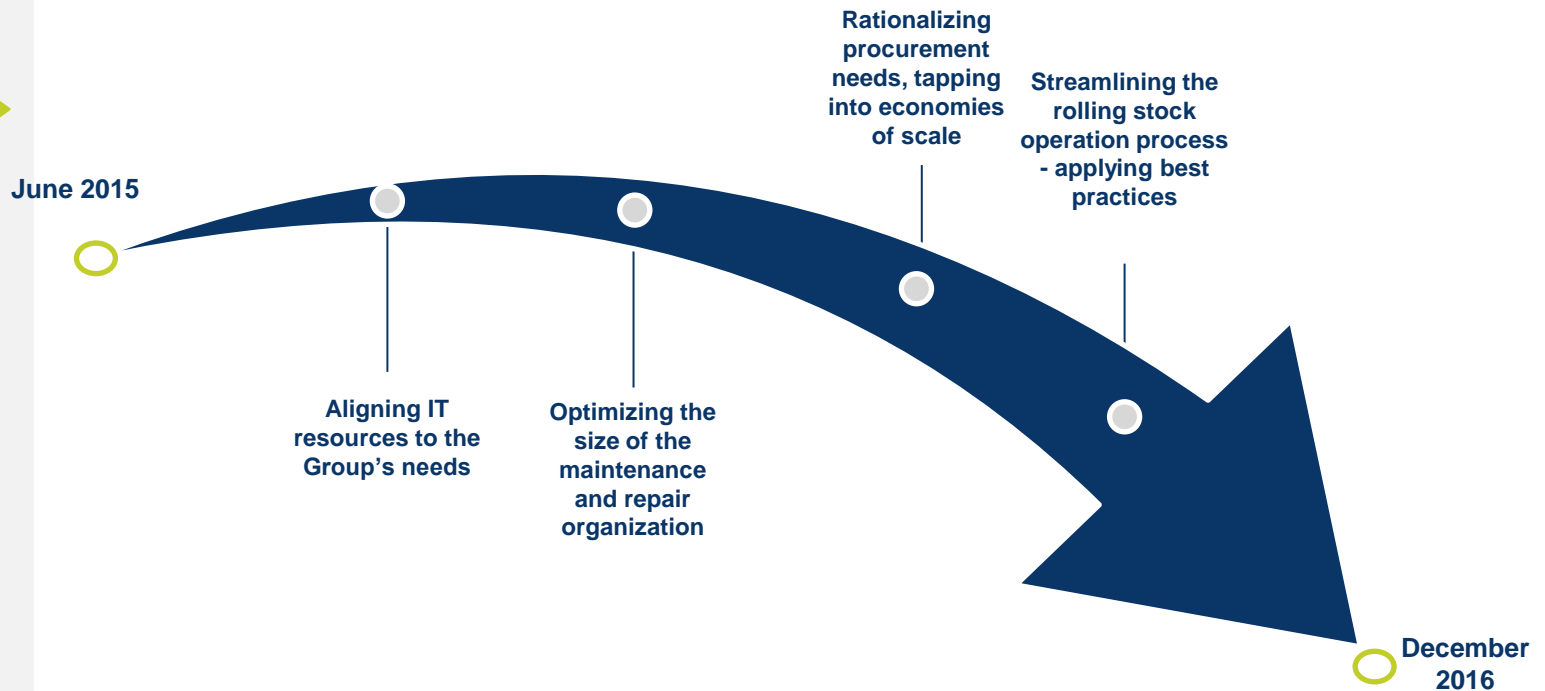 June 2015
Aligning IT
resources to the
Group’s needs
Optimizing the
size of the
maintenance
and repair
organization
Rationalizing
procurement
needs, tapping
into economies
of scale
Streamlining the
rolling stock
operation process
- applying best
practices
December
2016